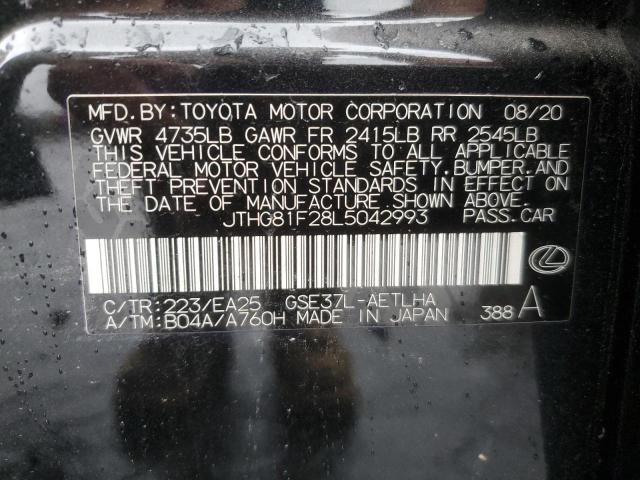 MFD.BY:TOYOTA MOTOR CORPORATION 08/20
GVWR 4735LB GAWR FR 2415LB RR 2545LB
THIS VEHICLE CONFORMS TO ALL APPLICABLE
FEDERAL MOTOR VEHICLE SAFETY,BUMPER,AND
THEFT PREVENTION STANDARDS IN EFFECT ON
THE DATE OF MANUFACTURE SHOWN ABOVE.
JTHG81F28L5042993 PASS.CAR
C/TR:223/EA25 GSE37L-AETLHA
A/TM:B04A/A760H MADE IN JAPAN 388 A